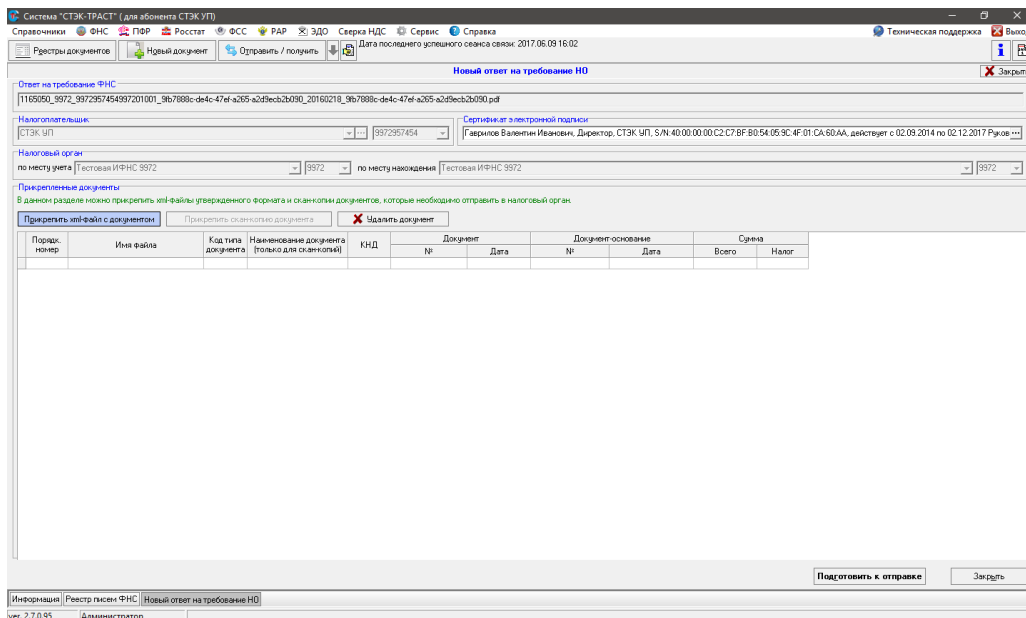 Система "СТЭК-ТРАСТ" ( для абонента СТЭК УП)
Справочники ФНС ПФР Росстат ФСС РАР ЭДО Сверка НДС Сервис Справка Техническая поддержка Выхо
Реестры документов Новый документ Отправить / получить Дата последнего успешного сеанса связи: 2017.06.09 16:02
Новый ответ на требование НО Закрыт
Ответ на требование ФНС
1165050_9972_9972957454997201001_9fb7888c-de4c-47ef-a265-a2d9ecb2b090_20160218_9fb7888c-de4c-47ef-a265-a2d9ecb2b090.pdf
Налогоплательщик Сертификат электронной подписи
СТЭК УП 9972957454 Гаврилов Валентин Иванович, Директор, СТЭК УП, S/N:40:00:00:00:C2:C7:BF:B0:54:05:9C:4F:01:CA:60:AA, действует с 02.09.2014 по 02.12.2017 Руков
Налоговый орган
по месту учета Тестовая ИФНС 9972 9972 по месту нахождения Тестовая ИФНС 9972 9972
Прикрепленные документы
В данном разделе можно прикрепить xml-файлы утвержденного формата и скан-копии документов, которые необходимо отправить в налоговый орган.
Прикрепить xml-файл с документом Прикрепить скан-копию документа Удалить документ
Порядк. номер Имя файла Код типа документа Наименование документа (только для скан-копий) КНД Документ Документ-основание Сумма
№ Дата № Дата Всего Налог
Подготовить к отправке Закрыть
Информация Реестр писем ФНС Новый ответ на требование НО
ver. 2.7.0.95 Администратор